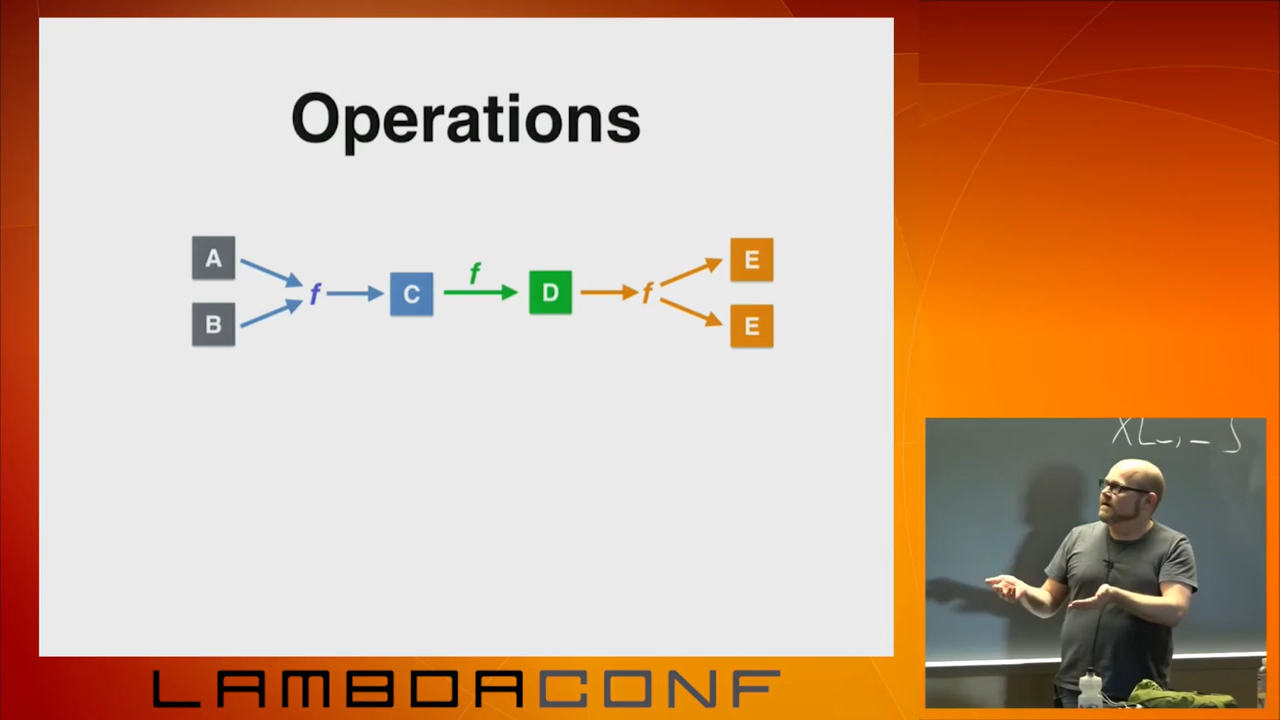 Operations
A
B
f
C
f
D
f
E
E
X[_, _]
LAMBDACONF